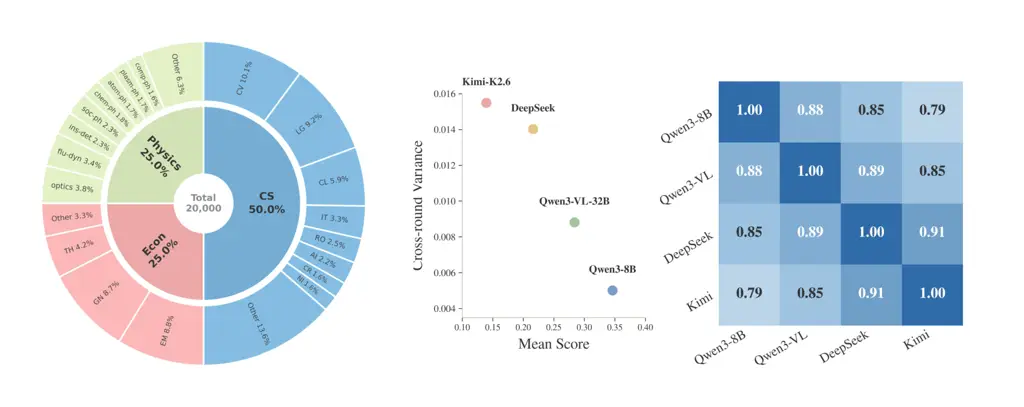 Other 6.3%
comp-ph 1.6%
plasm-ph 1.7%
atom-ph 1.7%
chem-ph 1.8%
soc-ph 2.3%
ins-det 2.3%
flu-dyn 3.4%
optics 3.8%
Other 3.3%
TH 4.2%
GN 8.7%
EM 8.8%
CV 10.1%
LG 9.2%
CL 5.9%
IT 3.3%
RO 2.5%
AI 2.2%
CR 1.6%
NI 1.6%
Other 13.6%
Physics
25.0%
Econ
25.0%
CS
50.0%
Total
20,000
Cross-round Variance
0.016
0.014
0.012
0.010
0.008
0.006
0.004
Kimi-K2.6
DeepSeek
Qwen3-VL-32B
Qwen3-8B
0.10 0.15 0.20 0.25 0.30 0.35 0.40
Mean Score
Qwen3-8B 1.00 0.88 0.85 0.79
Qwen3-VL 0.88 1.00 0.89 0.85
DeepSeek 0.85 0.89 1.00 0.91
Kimi 0.79 0.85 0.91 1.00
Qwen3-8B Qwen3-VL DeepSeek Kimi